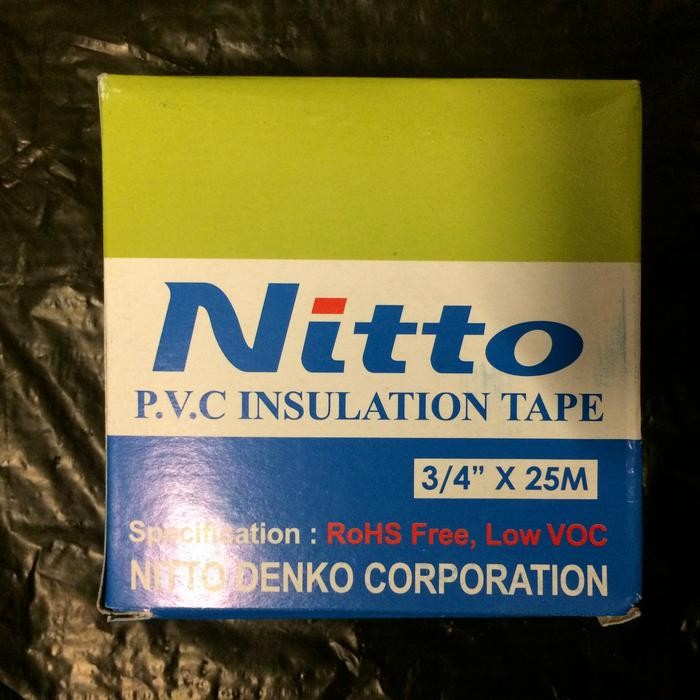 Nitto
P.V.C INSULATION TAPE
3/4" X 25M
Specification : RoHS Free, Low VOC
NITTO DENKO CORPORATION